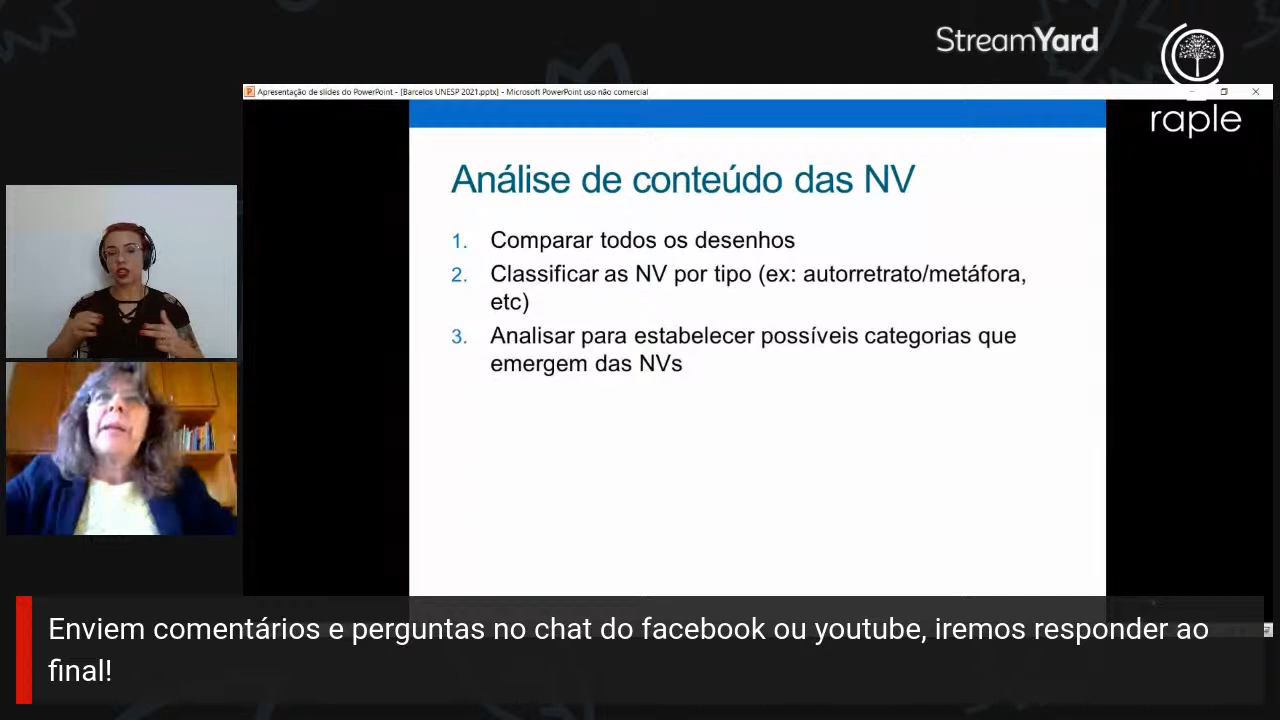 StreamYard
raple
Apresentação de slides do PowerPoint - [Barcelos UNESP 2021.pptx] - Microsoft PowerPoint uso não comercial
Análise de conteúdo das NV
1. Comparar todos os desenhos
2. Classificar as NV por tipo (ex: autorretrato/metáfora,
etc)
3. Analisar para estabelecer possíveis categorias que
emergem das NVs
Enviem comentários e perguntas no chat do facebook ou youtube, iremos responder ao
final!